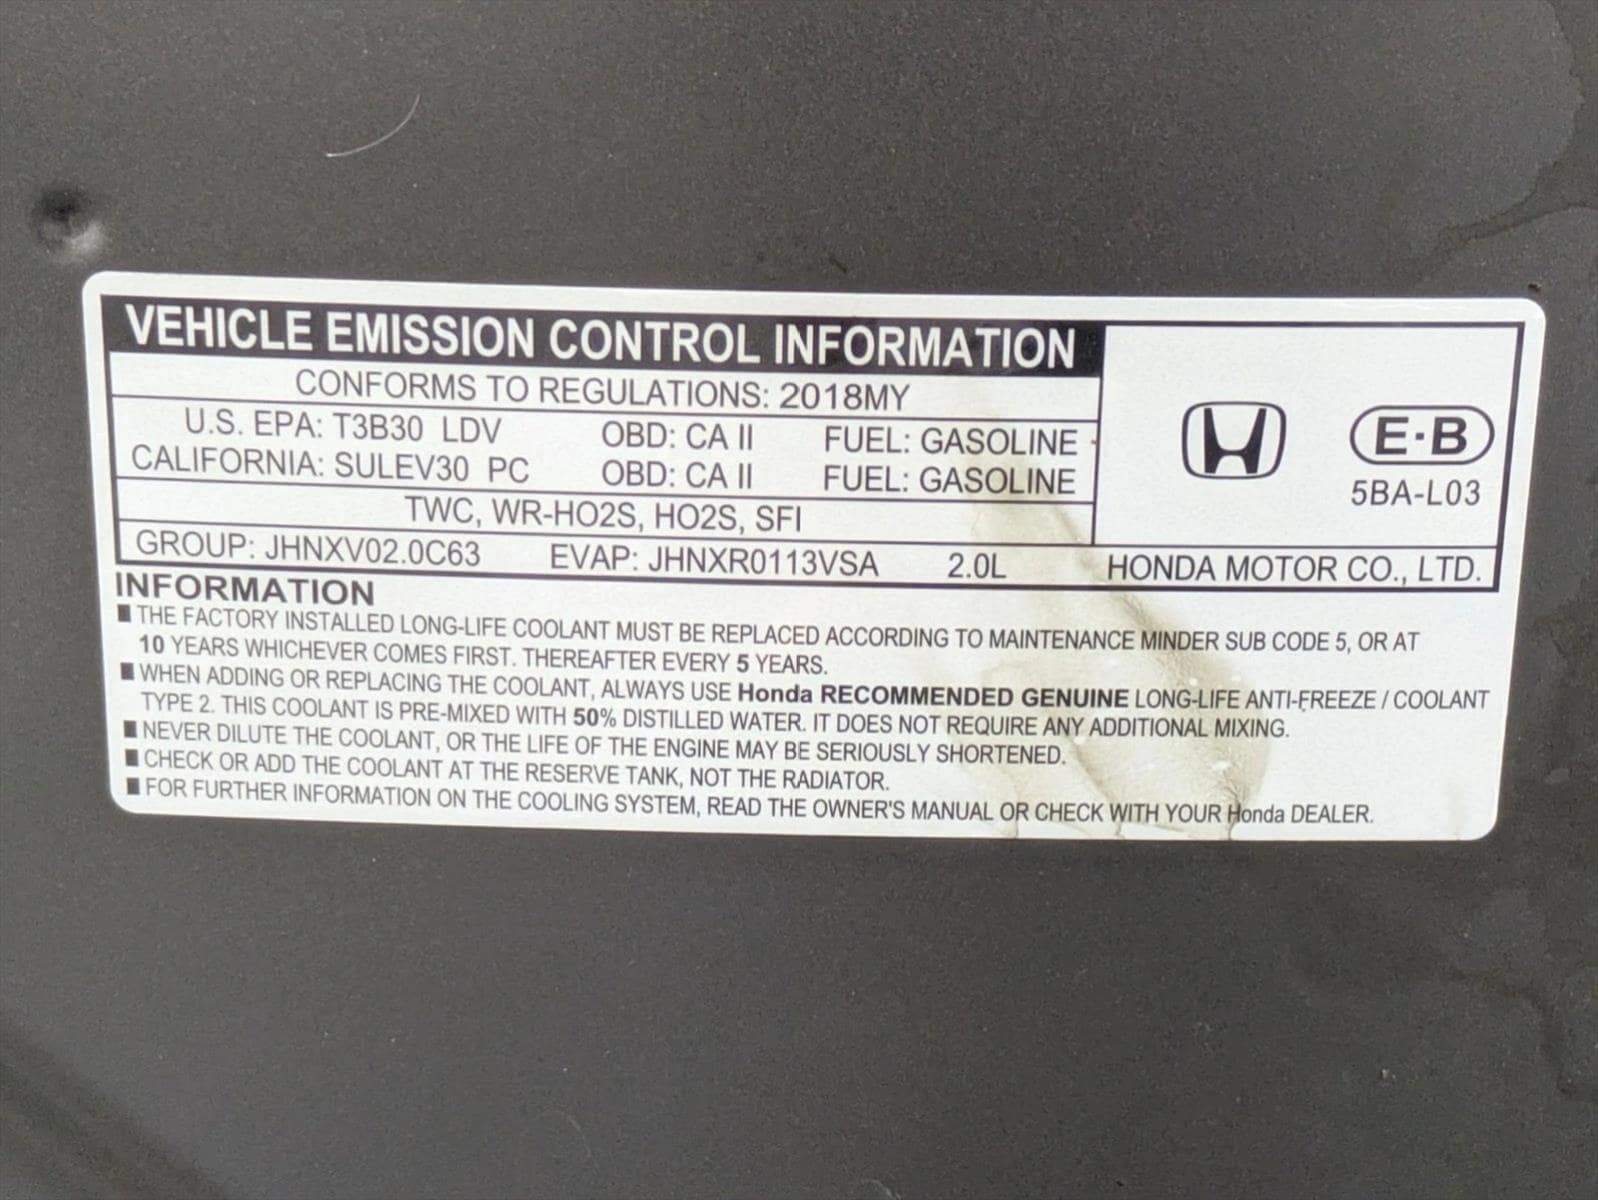 VEHICLE EMISSION CONTROL INFORMATION
CONFORMS TO REGULATIONS: 2018MY
U.S. EPA: T3B30 LDV OBD: CA II FUEL: GASOLINE
CALIFORNIA: SULEV30 PC OBD: CA II FUEL: GASOLINE
E·B
5BA-L03
TWC, WR-HO2S, HO2S, SFI
GROUP: JHNXV02.0C63 EVAP: JHNXR0113VSA 2.0L HONDA MOTOR CO., LTD.
INFORMATION
■ THE FACTORY INSTALLED LONG-LIFE COOLANT MUST BE REPLACED ACCORDING TO MAINTENANCE MINDER SUB CODE 5, OR AT
10 YEARS WHICHEVER COMES FIRST. THEREAFTER EVERY 5 YEARS.
■ WHEN ADDING OR REPLACING THE COOLANT, ALWAYS USE Honda RECOMMENDED GENUINE LONG-LIFE ANTI-FREEZE / COOLANT
TYPE 2. THIS COOLANT IS PRE-MIXED WITH 50% DISTILLED WATER. IT DOES NOT REQUIRE ANY ADDITIONAL MIXING.
■ NEVER DILUTE THE COOLANT, OR THE LIFE OF THE ENGINE MAY BE SERIOUSLY SHORTENED.
■ CHECK OR ADD THE COOLANT AT THE RESERVE TANK, NOT THE RADIATOR.
■ FOR FURTHER INFORMATION ON THE COOLING SYSTEM, READ THE OWNER'S MANUAL OR CHECK WITH YOUR Honda DEALER.